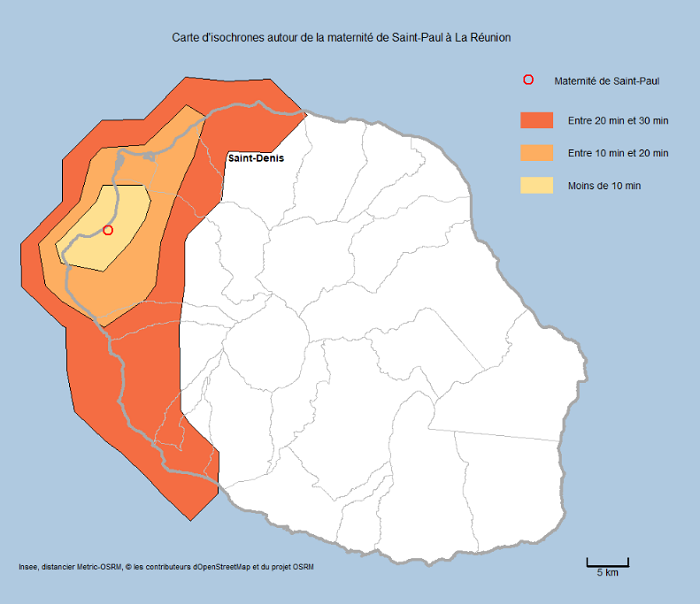 Carte d'isochrones autour de la maternité de Saint-Paul à La Réunion
Maternité de Saint-Paul
Entre 20 min et 30 min
Entre 10 min et 20 min
Moins de 10 min
Saint-Denis
Insee, distancier Metric-OSRM, © les contributeurs dOpenStreetMap et du projet OSRM
5 km